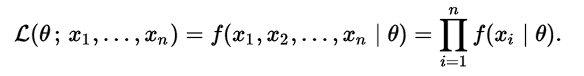 𝓛(θ ; x₁, . . . , xₙ) = f(x₁, x₂, . . . , xₙ | θ) = ∏ᵢ₌₁ⁿ f(xᵢ | θ).